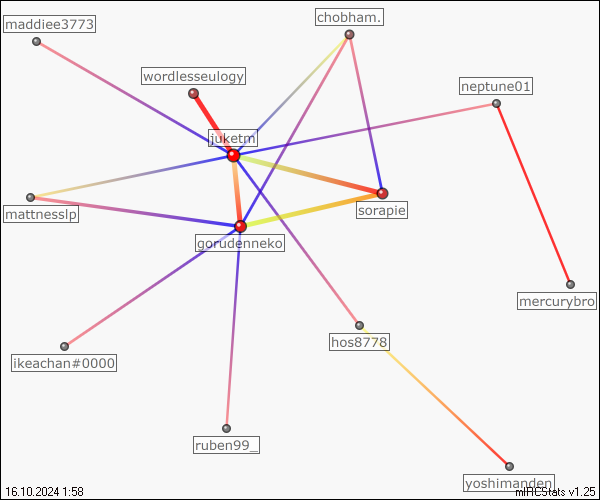 chobham.
maddiee3773
wordlesseulogy
neptune01
juketm
mattnesslp
sorapie
gorudenneko
mercurybro
hos8778
ikeachan#0000
ruben99_
yoshimanden
16.10.2024 1:58
mIRCStats v1.25